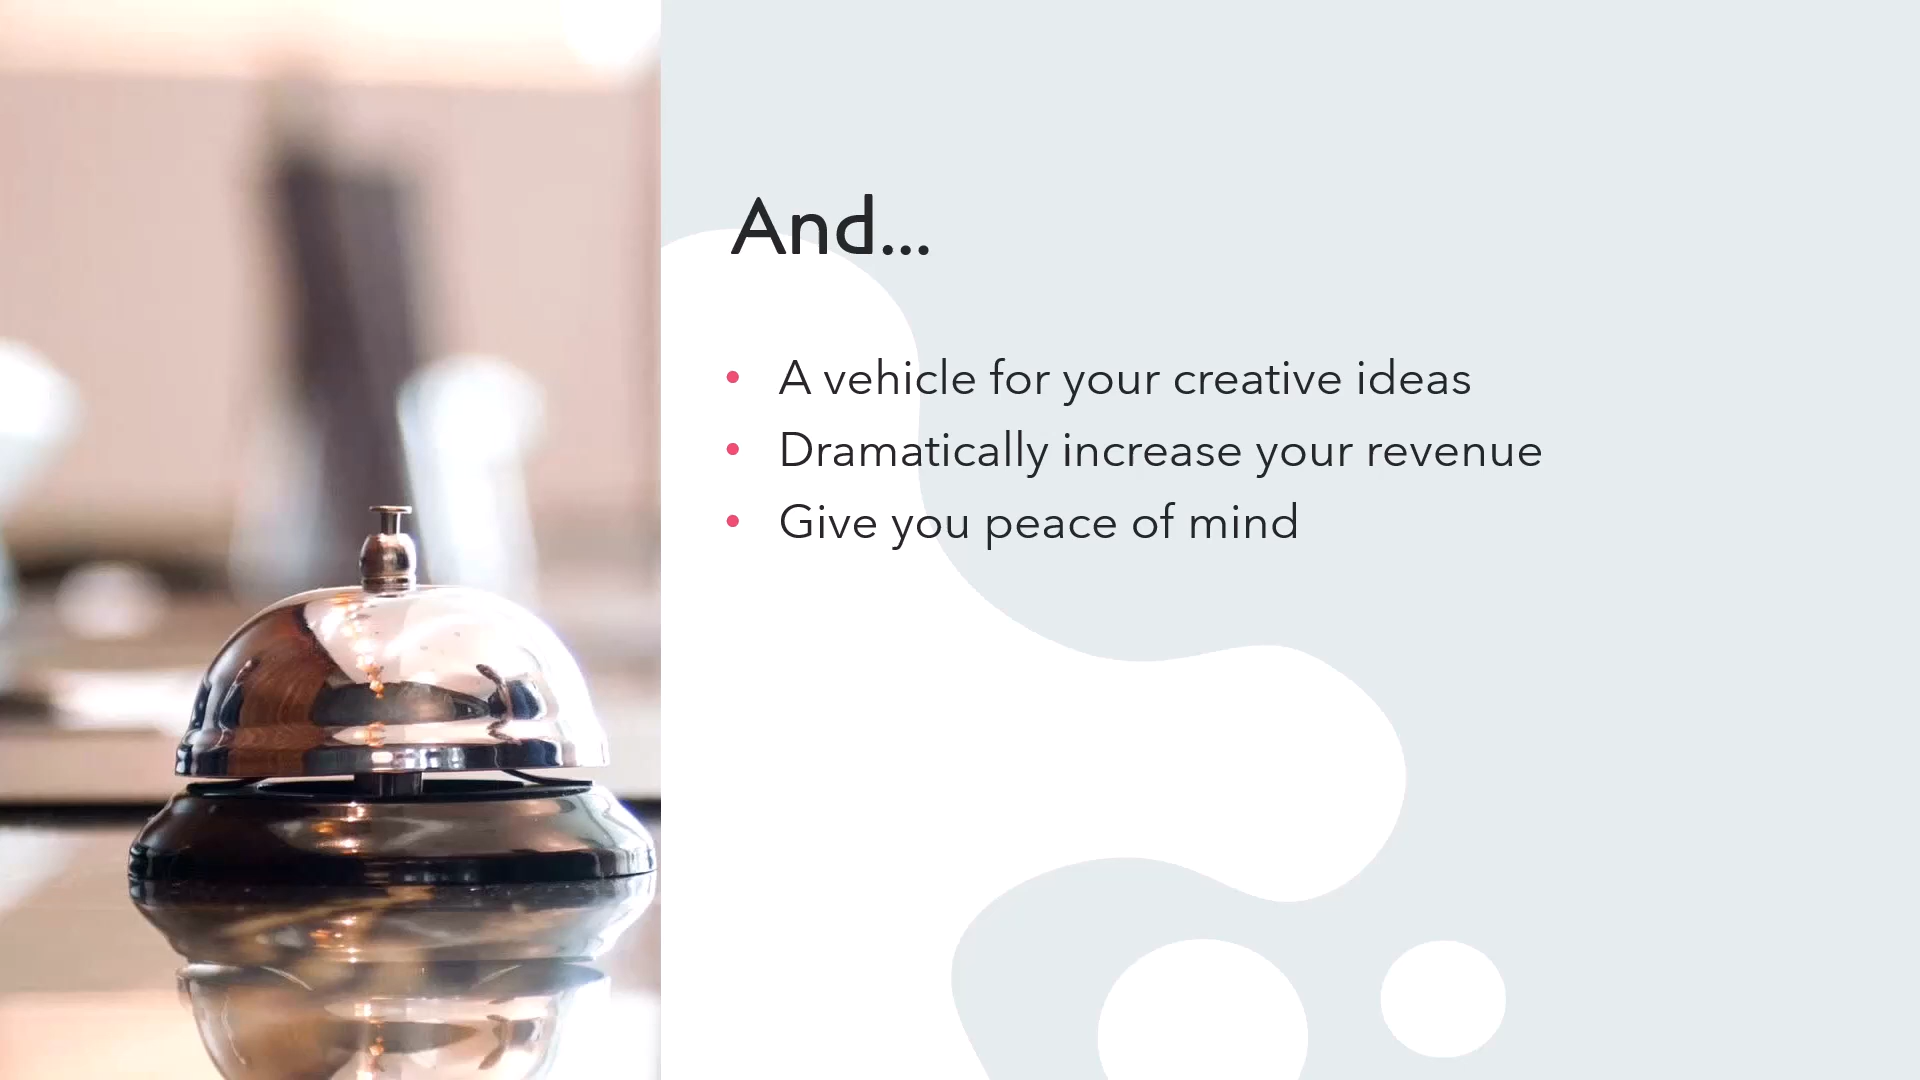 And...
• A vehicle for your creative ideas
• Dramatically increase your revenue
• Give you peace of mind